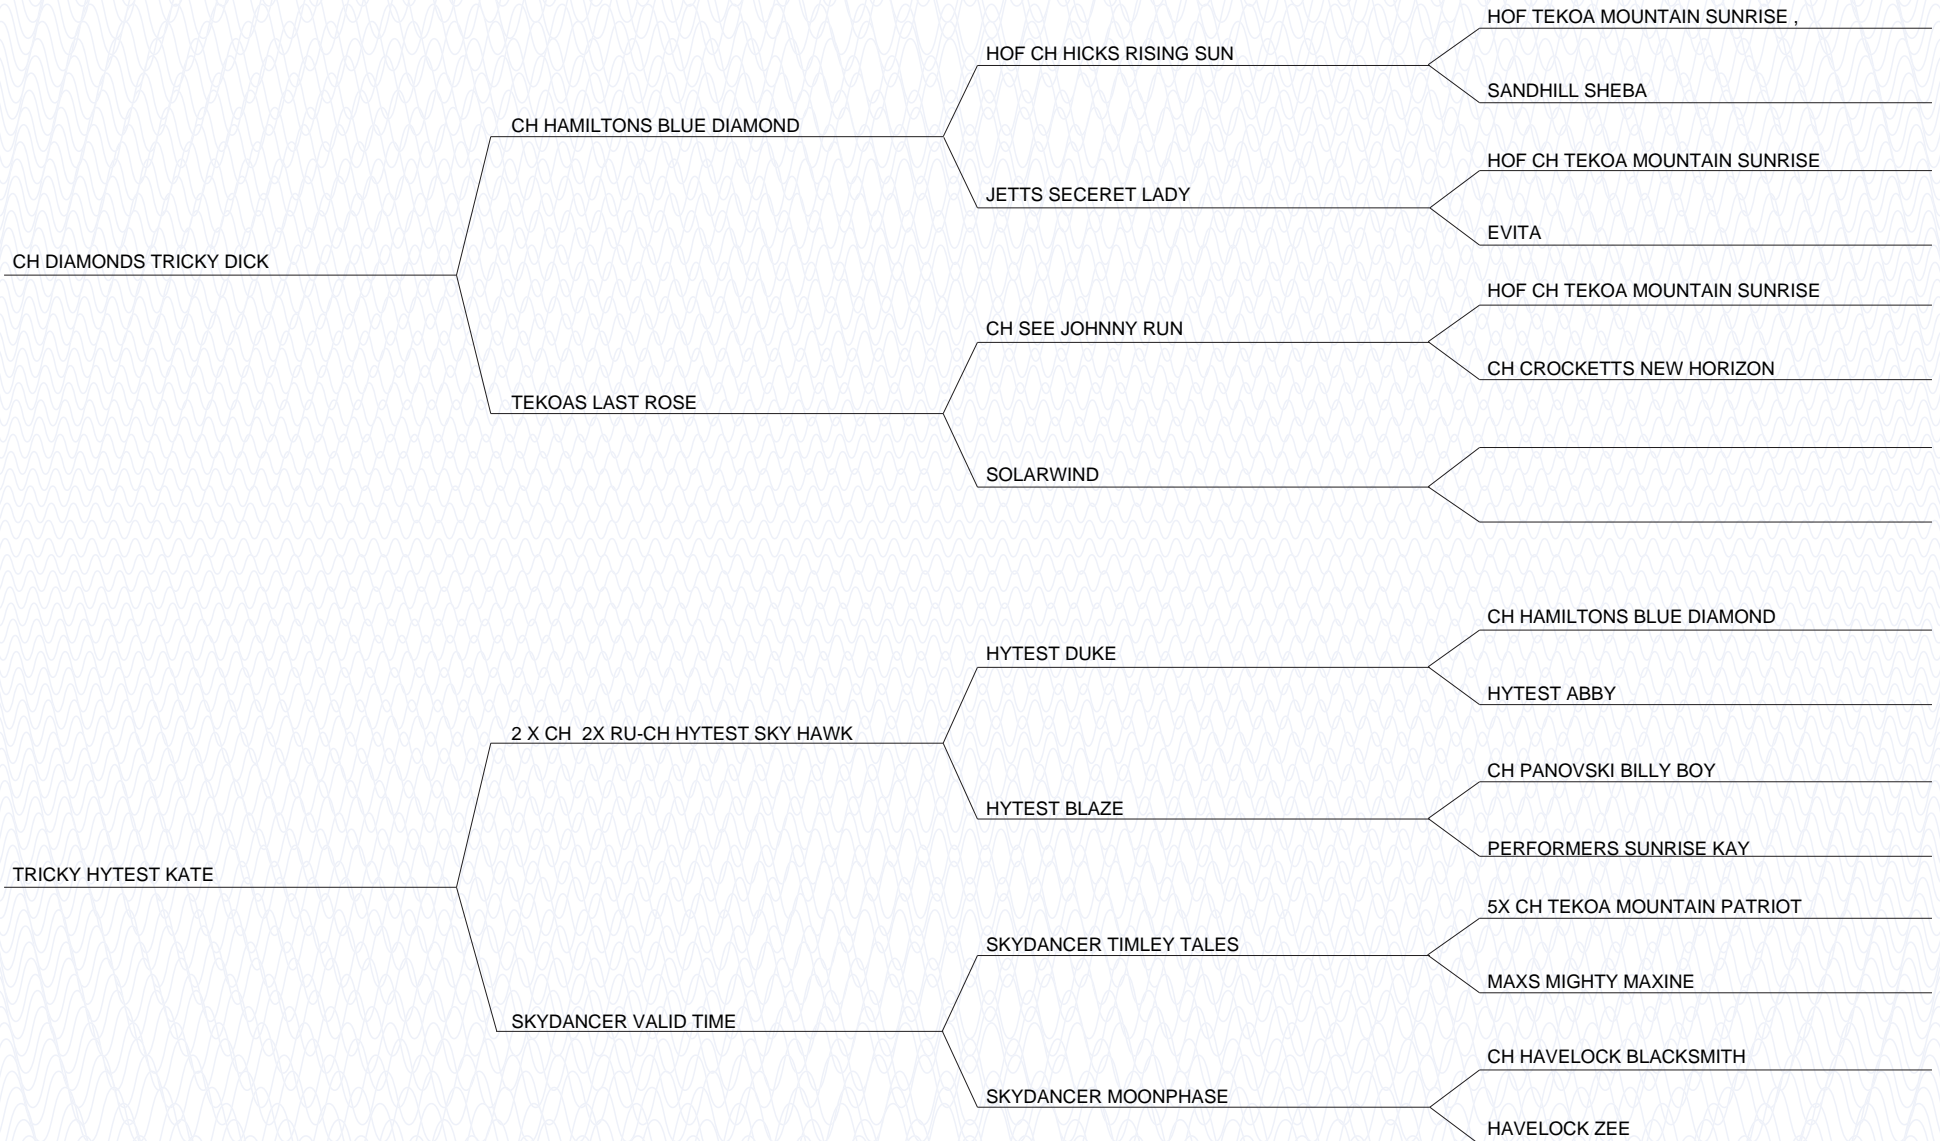 HOF TEKOA MOUNTAIN SUNRISE ,
HOF CH HICKS RISING SUN
SANDHILL SHEBA
CH HAMILTONS BLUE DIAMOND
HOF CH TEKOA MOUNTAIN SUNRISE
JETTS SECERET LADY
EVITA
CH DIAMONDS TRICKY DICK
HOF CH TEKOA MOUNTAIN SUNRISE
CH SEE JOHNNY RUN
CH CROCKETTS NEW HORIZON
TEKOAS LAST ROSE
SOLARWIND
CH HAMILTONS BLUE DIAMOND
HYTEST DUKE
HYTEST ABBY
2 X CH  2X RU-CH HYTEST SKY HAWK
CH PANOVSKI BILLY BOY
HYTEST BLAZE
PERFORMERS SUNRISE KAY
TRICKY HYTEST KATE
5X CH TEKOA MOUNTAIN PATRIOT
SKYDANCER TIMLEY TALES
MAXS MIGHTY MAXINE
SKYDANCER VALID TIME
CH HAVELOCK BLACKSMITH
SKYDANCER MOONPHASE
HAVELOCK ZEE